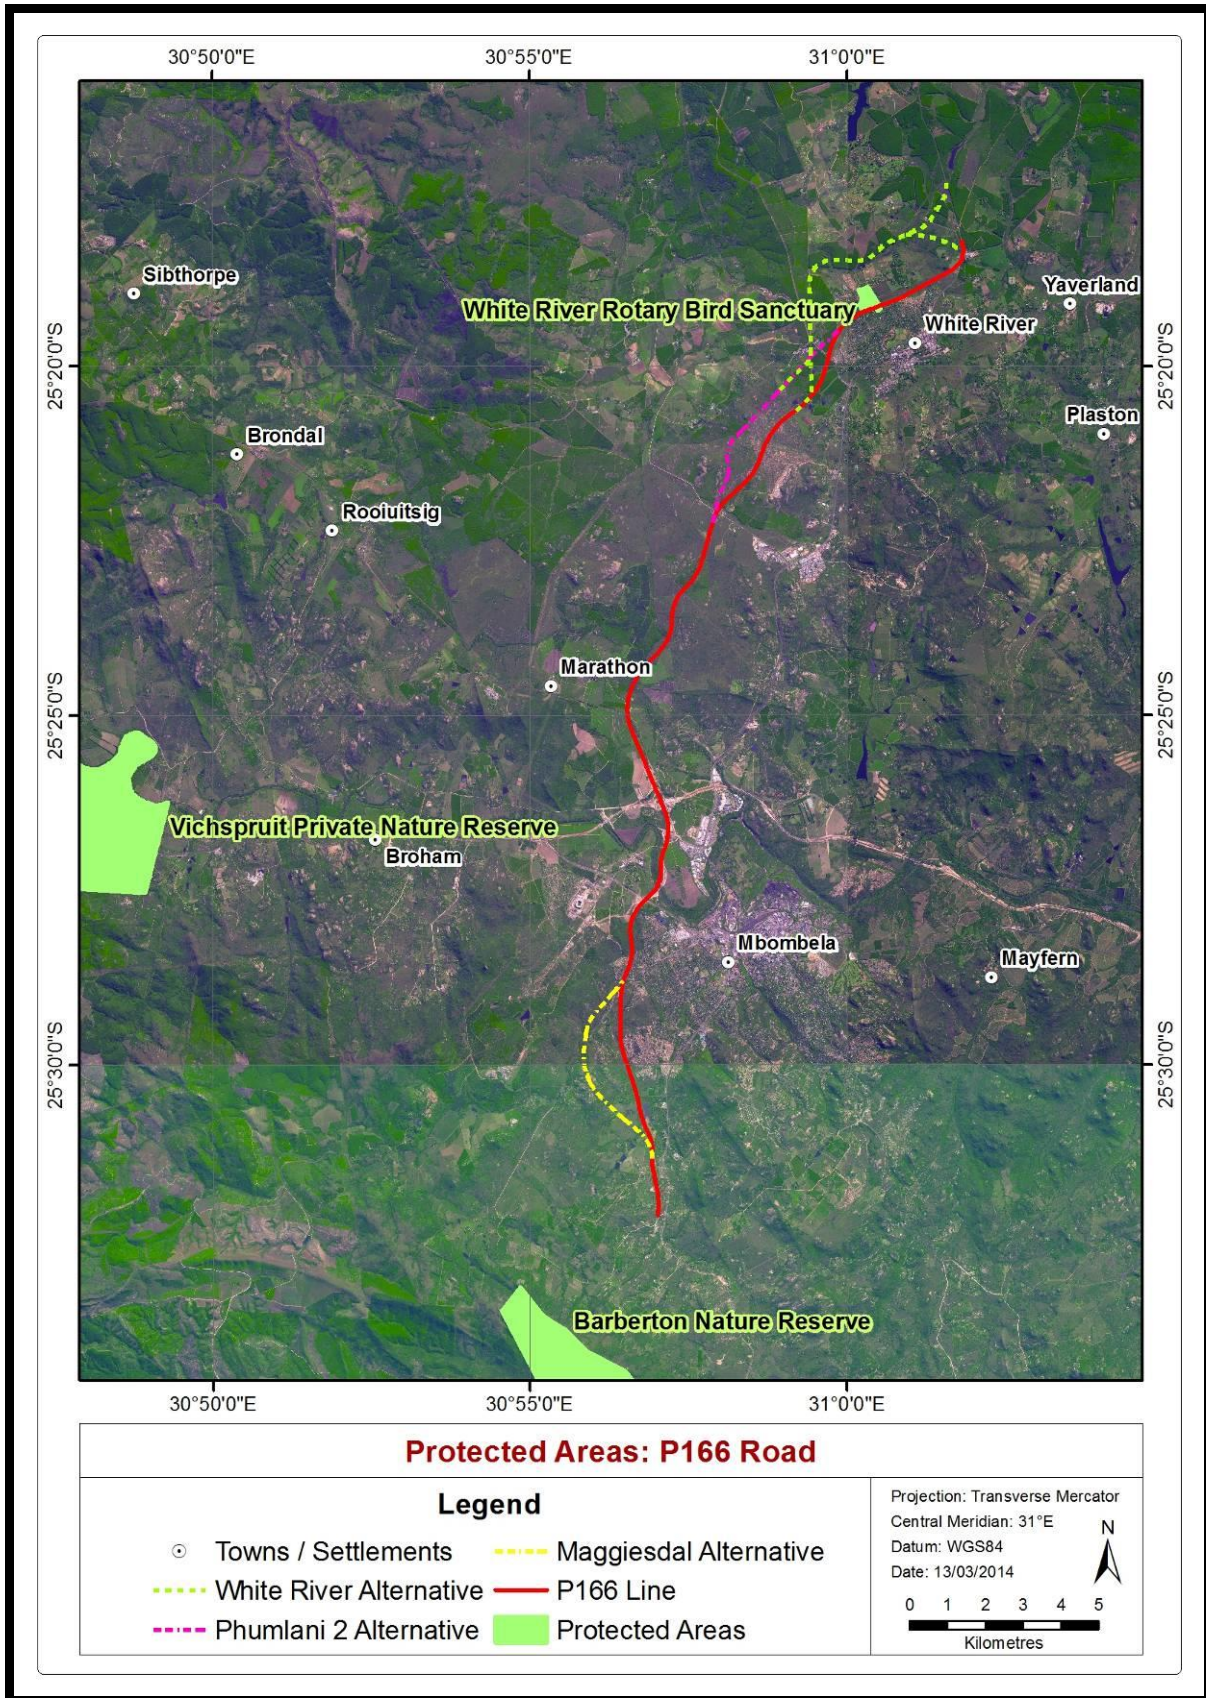 30°50'0"E 30°55'0"E 31°0'0"E
Sibthorpe
Yaverland
White River Rotary Bird Sanctuary
White River
25°20'0"S 25°20'0"S
Plaston
Brondal
Rooiuitsig
Marathon
25°25'0"S 25°25'0"S
Vichspruit Private Nature Reserve
Broham
Mbombela
Mayfern
25°30'0"S 25°30'0"S
Barberton Nature Reserve
30°50'0"E 30°55'0"E 31°0'0"E
Protected Areas: P166 Road
Legend
Towns / Settlements
White River Alternative
Phumlani 2 Alternative
Maggiesdal Alternative
P166 Line
Protected Areas
Projection: Transverse Mercator
Central Meridian: 31°E
Datum: WGS84
Date: 13/03/2014
N
0 1 2 3 4 5
Kilometres